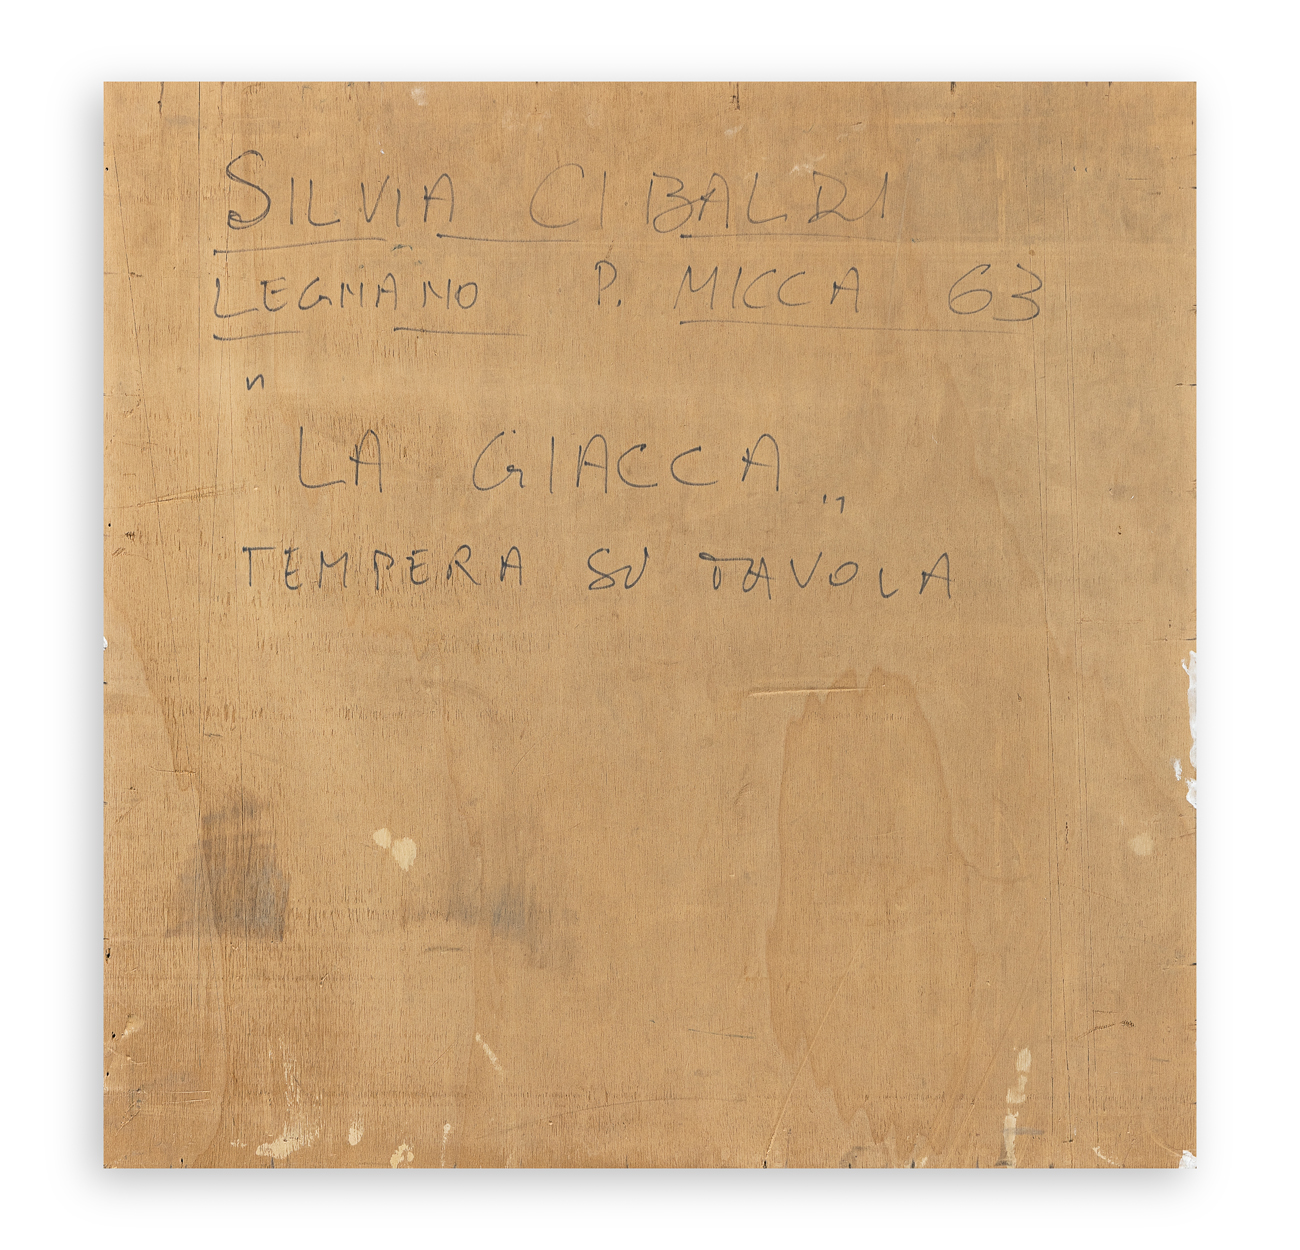 SILVIA CIBALDI
LEGNANO P. MICCA 63
"
LA GIACCA "
TEMPERA SU TAVOLA